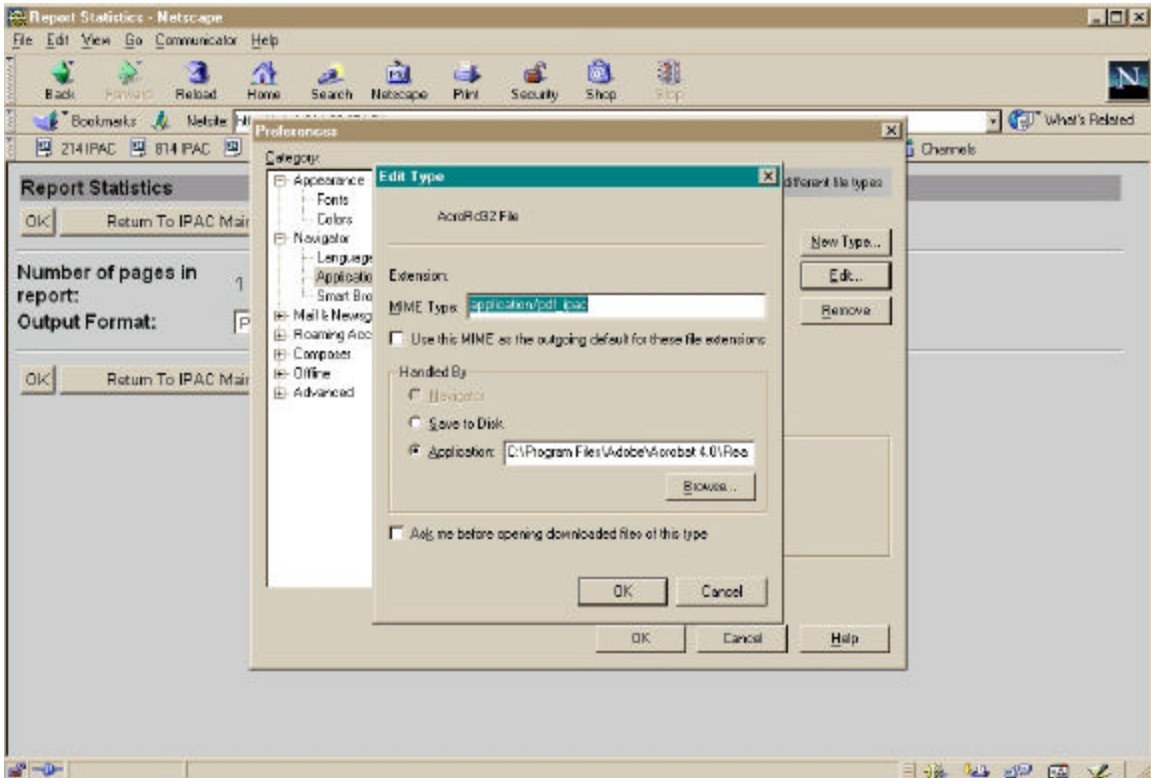 Report Statistics - Netscape
File Edit View Go Communicator Help
Back Forward Reload Home Search Netscape Print Security Shop Stop
N
Bookmarks Netsite What's Related
214 IPAC 814 IPAC Channels
Preferences
Category:
Appearance
Fonts
Colors
Navigator
Language
Applicatio
Smart Bro
Mail & Newsg
Roaming Acc
Composer
Offline
Advanced
different file types
New Type...
Edit...
Remove
OK Cancel Help
Edit Type
AcroRd32 File
Extension:
MIME Type: application/pdf_ipac
Use this MIME as the outgoing default for these file extensions
Handled By
Navigator
Save to Disk
Application: C:\Program Files\Adobe\Acrobat 4.0\Rea
Browse...
Ask me before opening downloaded files of this type
OK Cancel
Report Statistics
OK Return To IPAC Main
Number of pages in report: 1
Output Format: P
OK Return To IPAC Main